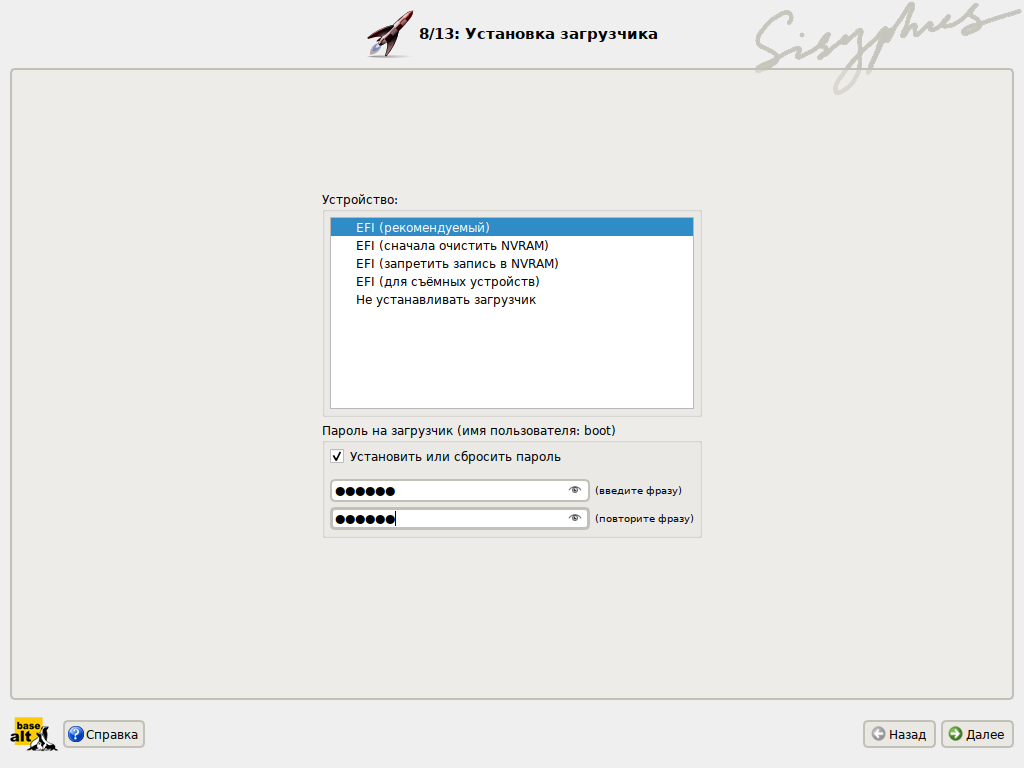 8/13: Установка загрузчика
Sisyphus
Устройство:
EFI (рекомендуемый)
EFI (сначала очистить NVRAM)
EFI (запретить запись в NVRAM)
EFI (для съёмных устройств)
Не устанавливать загрузчик
Пароль на загрузчик (имя пользователя: boot)
Установить или сбросить пароль
●●●●●● (введите фразу)
●●●●●● (повторите фразу)
base
alt
Справка
Назад
Далее